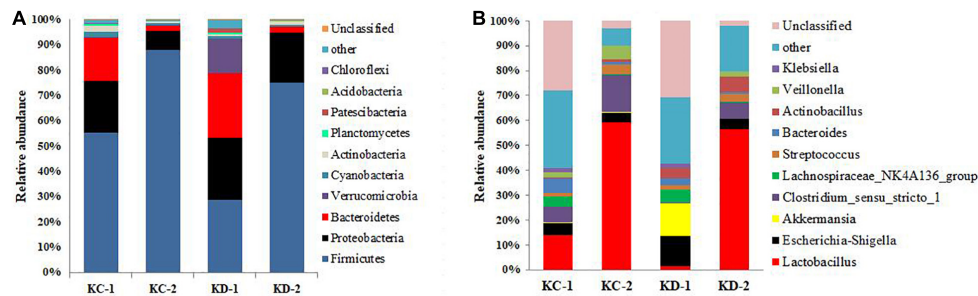 A
B
Relative abundance
100%
90%
80%
70%
60%
50%
40%
30%
20%
10%
0%
KC-1 KC-2 KD-1 KD-2
Unclassified
other
Chloroflexi
Acidobacteria
Patescibacteria
Planctomycetes
Actinobacteria
Cyanobacteria
Verrucomicrobia
Bacteroidetes
Proteobacteria
Firmicutes
Relative abundance
100%
90%
80%
70%
60%
50%
40%
30%
20%
10%
0%
KC-1 KC-2 KD-1 KD-2
Unclassified
other
Klebsiella
Veillonella
Actinobacillus
Bacteroides
Streptococcus
Lachnospiraceae_NK4A136_group
Clostridium_sensu_stricto_1
Akkermansia
Escherichia-Shigella
Lactobacillus